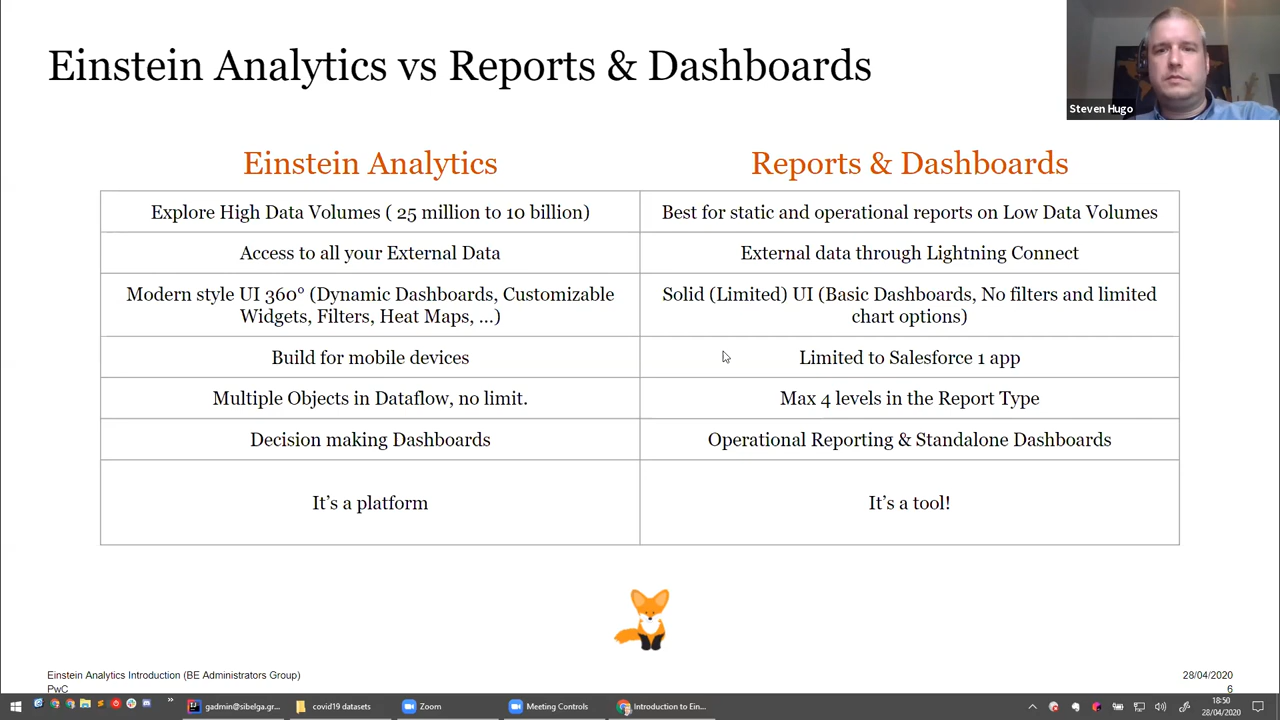 Einstein Analytics vs Reports & Dashboards
Steven Hugo
Einstein Analytics
Reports & Dashboards
Explore High Data Volumes ( 25 million to 10 billion)
Best for static and operational reports on Low Data Volumes
Access to all your External Data
External data through Lightning Connect
Modern style UI 360° (Dynamic Dashboards, Customizable
Widgets, Filters, Heat Maps, ...)
Solid (Limited) UI (Basic Dashboards, No filters and limited
chart options)
Build for mobile devices
Limited to Salesforce 1 app
Multiple Objects in Dataflow, no limit.
Max 4 levels in the Report Type
Decision making Dashboards
Operational Reporting & Standalone Dashboards
It's a platform
It's a tool!
Einstein Analytics Introduction (BE Administrators Group)
28/04/2020
PwC
6
gadmin@sibelga.gr...
covid19 datasets
Zoom
Meeting Controls
Introduction to Ein...
18:50
28/04/2020